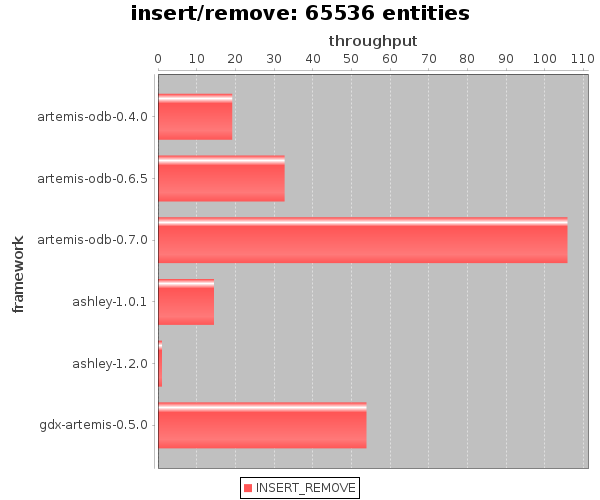 insert/remove: 65536 entities
throughput
0 10 20 30 40 50 60 70 80 90 100 110
framework
artemis-odb-0.4.0
artemis-odb-0.6.5
artemis-odb-0.7.0
ashley-1.0.1
ashley-1.2.0
gdx-artemis-0.5.0
INSERT_REMOVE